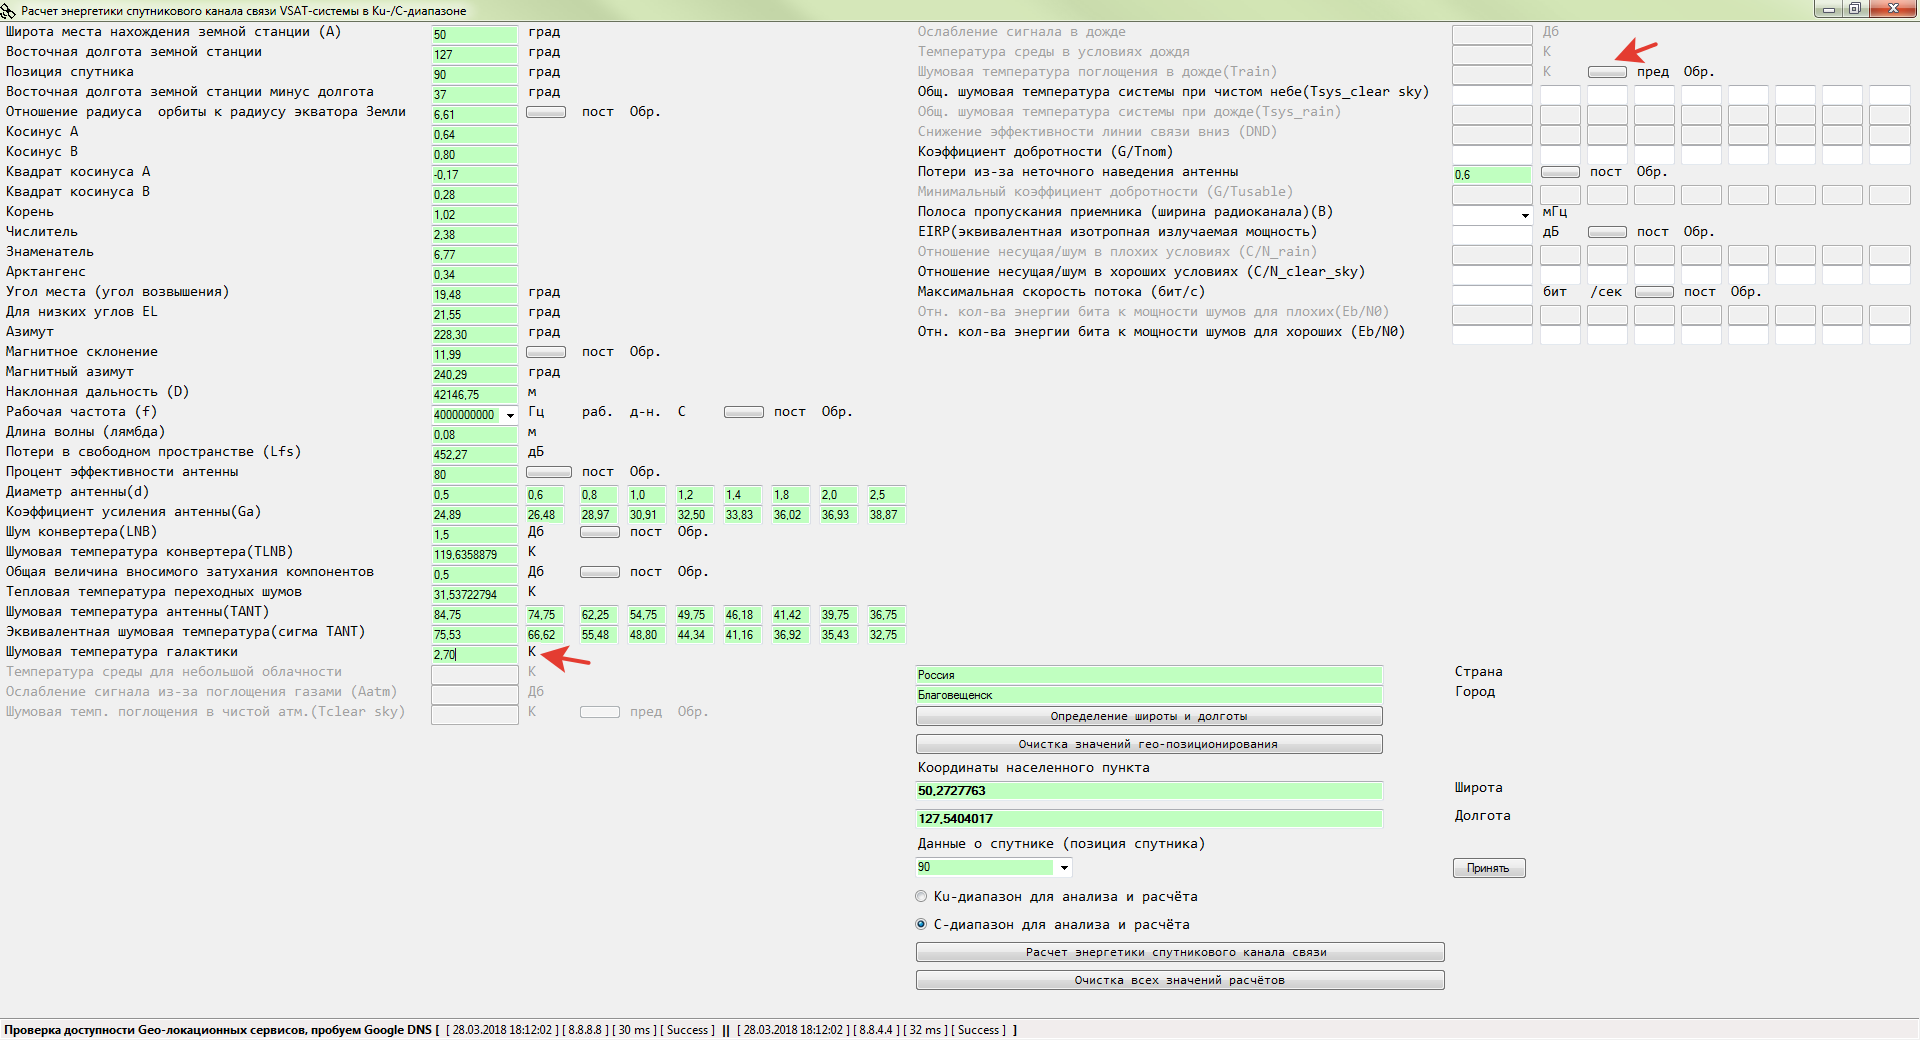 Расчет энергетики спутникового канала связи VSAT-системы в Ku-/C-диапазоне
Широта места нахождения земной станции (A) 50 град
Восточная долгота земной станции 127 град
Позиция спутника 90 град
Восточная долгота земной станции минус долгота 37 град
Отношение радиуса орбиты к радиусу экватора Земли 6,61 пост Обр.
Косинус A 0,64
Косинус B 0,80
Квадрат косинуса A -0,17
Квадрат косинуса B 0,28
Корень 1,02
Числитель 2,38
Знаменатель 6,77
Арктангенс 0,34
Угол места (угол возвышения) 19,48 град
Для низких углов EL 21,55 град
Азимут 228,30 град
Магнитное склонение 11,99 пост Обр.
Магнитный азимут 240,29 град
Наклонная дальность (D) 42146,75 м
Рабочая частота (f) 4000000000 Гц раб. д-н. C пост Обр.
Длина волны (лямбда) 0,08 м
Потери в свободном пространстве (Lfs) 452,27 дБ
Процент эффективности антенны 80 пост Обр.
Диаметр антенны(d) 0,5 0,6 0,8 1,0 1,2 1,4 1,8 2,0 2,5
Коэффициент усиления антенны(Ga) 24,89 26,48 28,97 30,91 32,50 33,83 36,02 36,93 38,87
Шум конвертера(LNB) 1,5 Дб пост Обр.
Шумовая температура конвертера(TLNB) 119,6358879 К
Общая величина вносимого затухания компонентов 0,5 Дб пост Обр.
Тепловая температура переходных шумов 31,53722794 К
Шумовая температура антенны(TANT) 84,75 74,75 62,25 54,75 49,75 46,18 41,42 39,75 36,75
Эквивалентная шумовая температура(сигма TANT) 75,53 66,62 55,48 48,80 44,34 41,16 36,92 35,43 32,75
Шумовая температура галактики 2,70 К
Температура среды для небольшой облачности К
Ослабление сигнала из-за поглощения газами (Aatm) Дб
Шумовая темп. поглощения в чистой атм.(Tclear sky) К пред Обр.
Ослабление сигнала в дожде Дб
Температура среды в условиях дождя К
Шумовая температура поглощения в дожде(Train) К пред Обр.
Общ. шумовая температура системы при чистом небе(Tsys_clear sky)
Общ. шумовая температура системы при дожде(Tsys_rain)
Снижение эффективности линии связи вниз (DND)
Коэффициент добротности (G/Tnom)
Потери из-за неточного наведения антенны 0,6 пост Обр.
Минимальный коэффициент добротности (G/Tusable)
Полоса пропускания приемника (ширина радиоканала)(B) мГц
EIRP(эквивалентная изотропная излучаемая мощность) дБ пост Обр.
Отношение несущая/шум в плохих условиях (C/N_rain)
Отношение несущая/шум в хороших условиях (C/N_clear_sky)
Максимальная скорость потока (бит/с) бит /сек пост Обр.
Отн. кол-ва энергии бита к мощности шумов для плохих(Eb/N0)
Отн. кол-ва энергии бита к мощности шумов для хороших (Eb/N0)
Россия Страна
Благовещенск Город
Определение широты и долготы
Очистка значений гео-позиционирования
Координаты населенного пункта
50,2727763 Широта
127,5404017 Долгота
Данные о спутнике (позиция спутника)
90 Принять
Ku-диапазон для анализа и расчёта
C-диапазон для анализа и расчёта
Расчет энергетики спутникового канала связи
Очистка всех значений расчётов
Проверка доступности Geo-локационных сервисов, пробуем Google DNS [ [ 28.03.2018 18:12:02 ] [ 8.8.8.8 ] [ 30 ms ] [ Success ] || [ 28.03.2018 18:12:02 ] [ 8.8.4.4 ] [ 32 ms ] [ Success ] ]